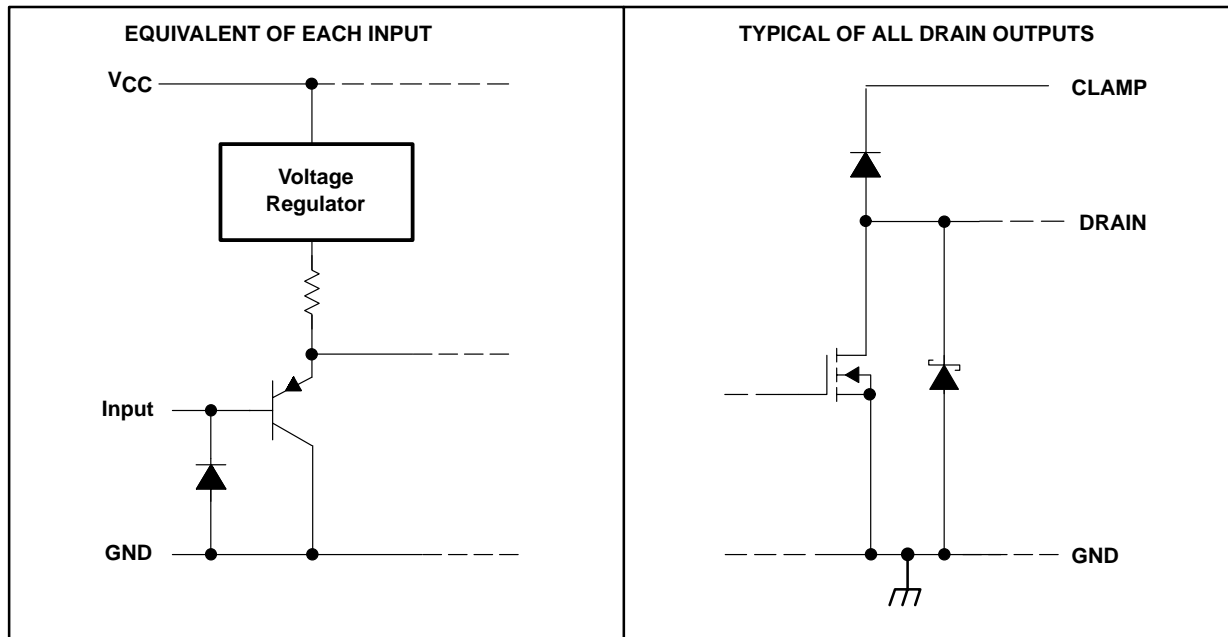 EQUIVALENT OF EACH INPUT
VCC
Voltage
Regulator
Input
GND
TYPICAL OF ALL DRAIN OUTPUTS
CLAMP
DRAIN
GND